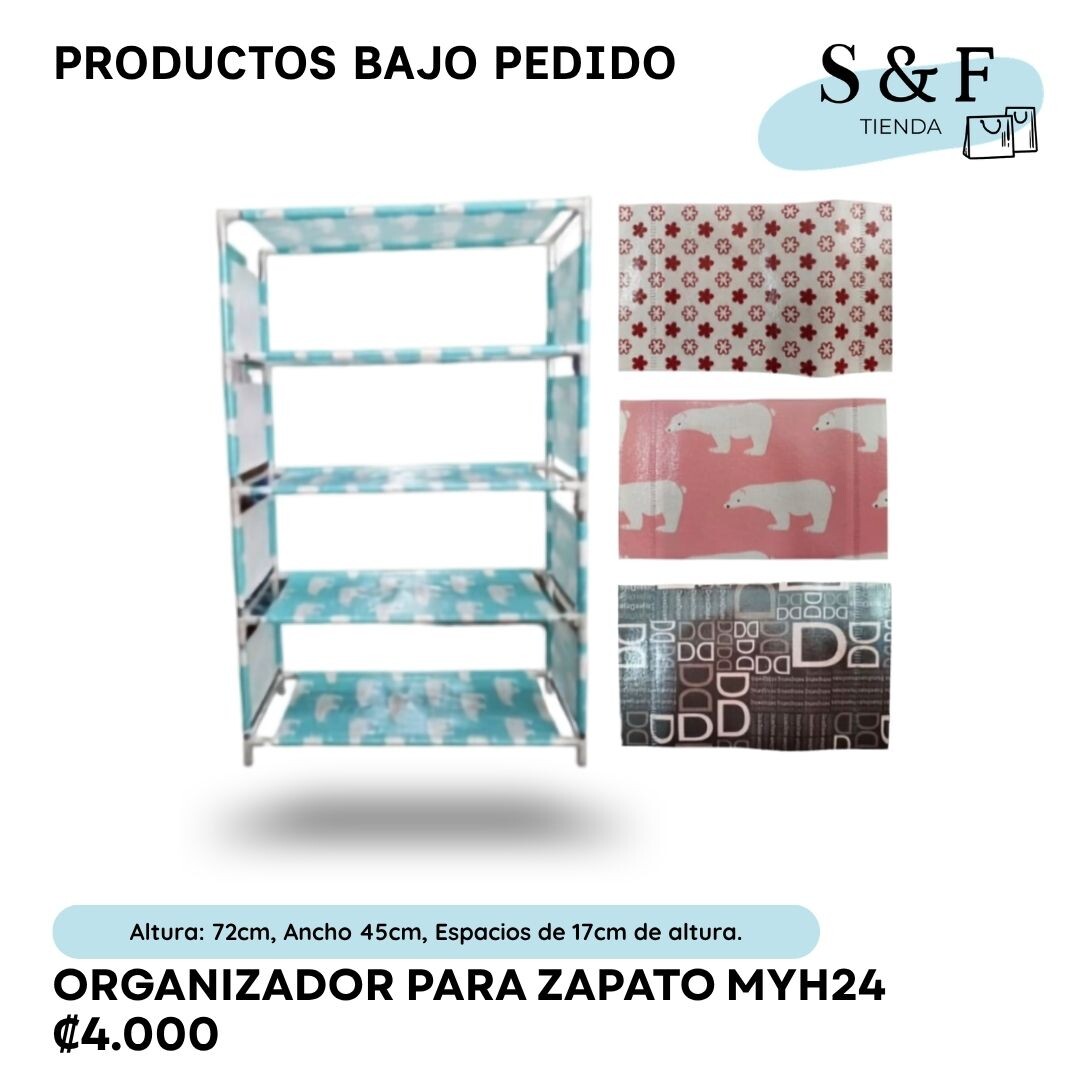 PRODUCTOS BAJO PEDIDO
S & F
TIENDA
Altura: 72cm, Ancho 45cm, Espacios de 17cm de altura.
ORGANIZADOR PARA ZAPATO MYH24
₡4.000